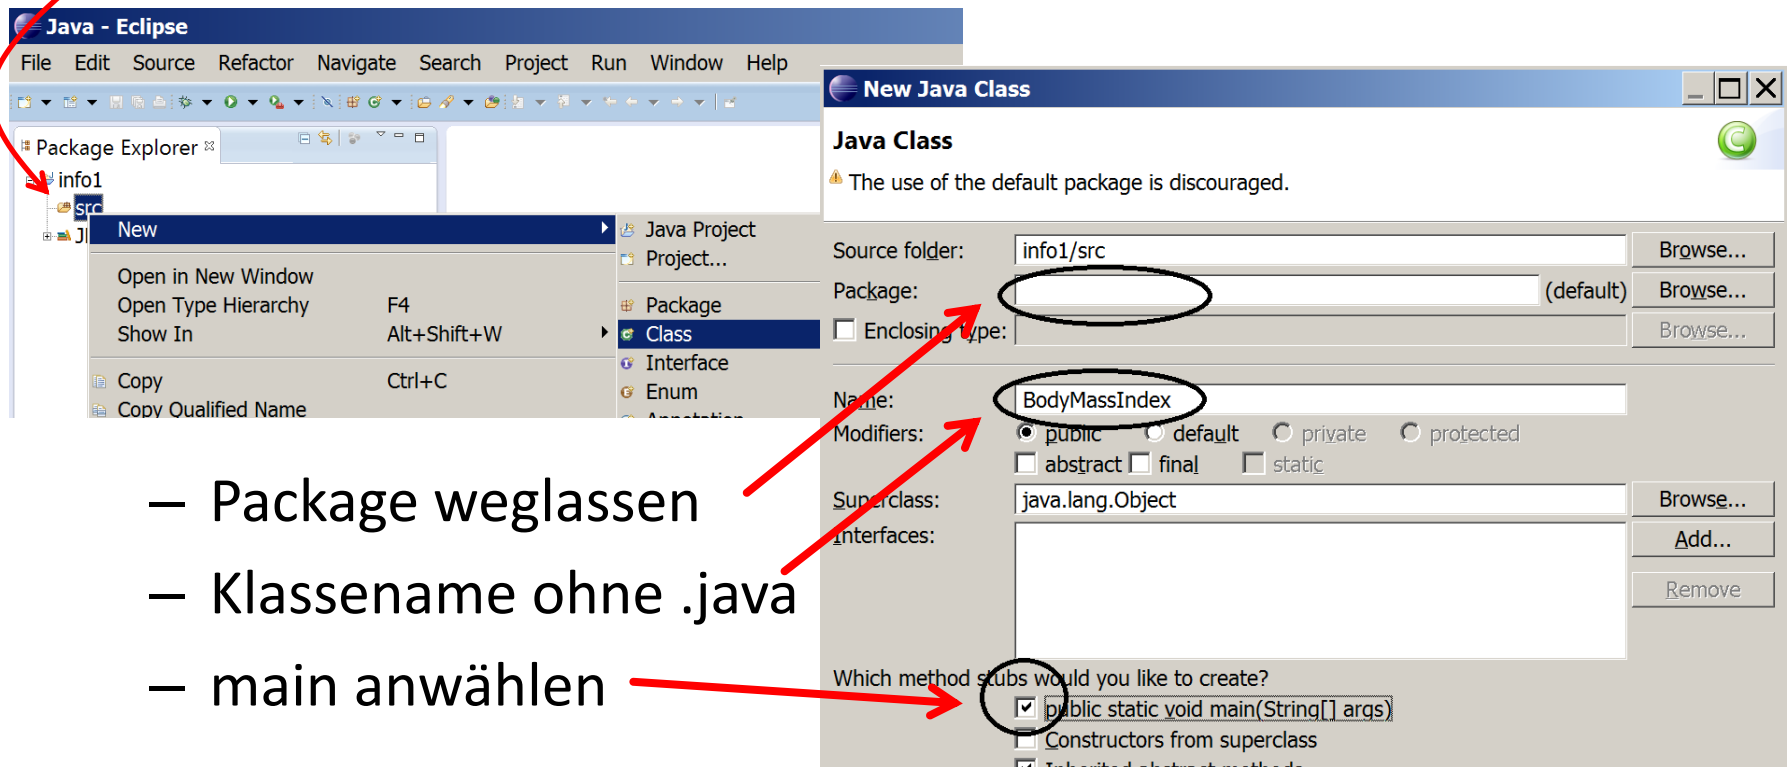 Java - Eclipse
File Edit Source Refactor Navigate Search Project Run Window Help
Package Explorer
info1
src
New
Open in New Window
Open Type Hierarchy F4
Show In Alt+Shift+W
Copy Ctrl+C
Copy Qualified Name
Java Project
Project...
Package
Class
Interface
Enum
Annotation
New Java Class
Java Class
The use of the default package is discouraged.
Source folder: info1/src Browse...
Package: (default) Browse...
Enclosing type: Browse...
Name: BodyMassIndex
Modifiers: public default private protected
abstract final static
Superclass: java.lang.Object Browse...
Interfaces: Add...
Remove
Which method stubs would you like to create?
public static void main(String[] args)
Constructors from superclass
Inherited abstract methods
– Package weglassen
– Klassename ohne .java
– main anwählen